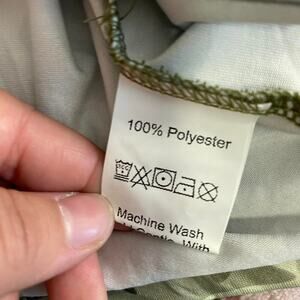 100% Polyester
Machine Wash
Gentle, With